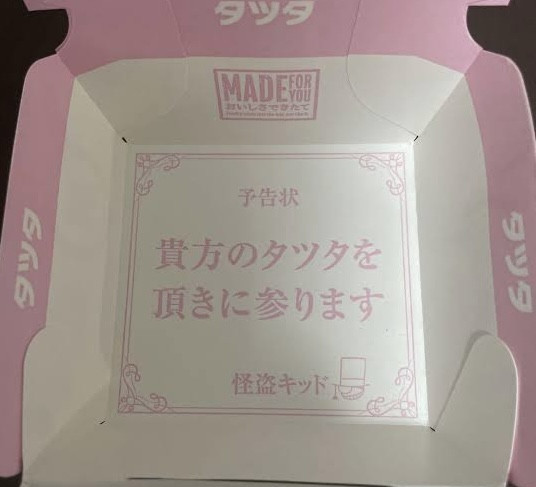 タツタ
MADE FOR YOU
おいしさできたて
予告状
貴方のタツタを
頂きに参ります
怪盗キッド
タツタ
タツタ